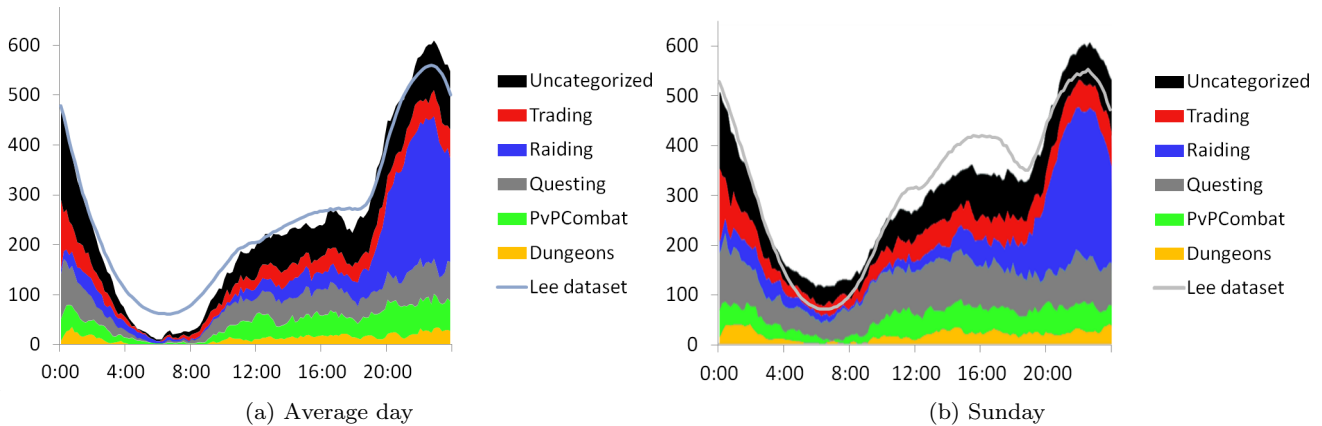 600
500
400
300
200
100
0
0:00 4:00 8:00 12:00 16:00 20:00
Uncategorized
Trading
Raiding
Questing
PvPCombat
Dungeons
Lee dataset
(a) Average day
600
500
400
300
200
100
0
0:00 4:00 8:00 12:00 16:00 20:00
Uncategorized
Trading
Raiding
Questing
PvPCombat
Dungeons
Lee dataset
(b) Sunday